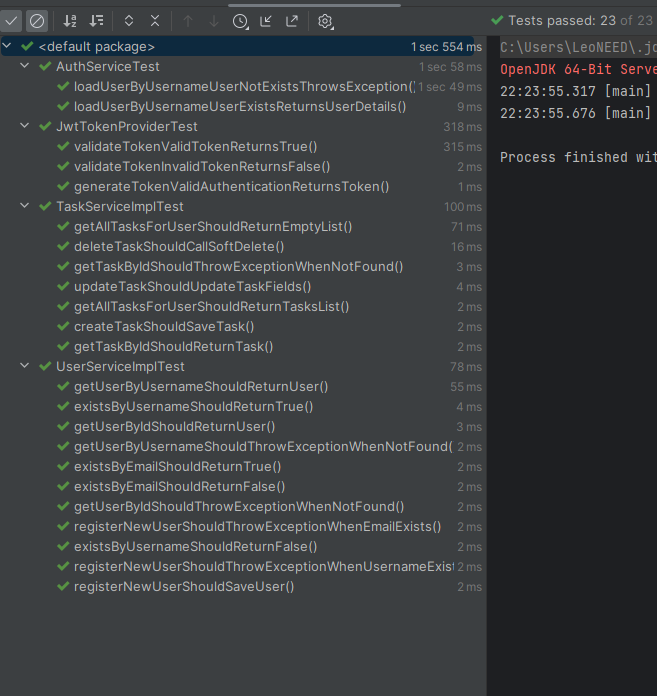 Tests passed: 23 of 23
<default package> 1 sec 554 ms
AuthServiceTest 1 sec 58 ms
loadUserByUsernameUserNotExistsThrowsException() 1 sec 49 ms
loadUserByUsernameUserExistsReturnsUserDetails() 9 ms
JwtTokenProviderTest 318 ms
validateTokenValidTokenReturnsTrue() 315 ms
validateTokenInvalidTokenReturnsFalse() 2 ms
generateTokenValidAuthenticationReturnsToken() 1 ms
TaskServiceImplTest 100 ms
getAllTasksForUserShouldReturnEmptyList() 71 ms
deleteTaskShouldCallSoftDelete() 16 ms
getTaskByIdShouldThrowExceptionWhenNotFound() 3 ms
updateTaskShouldUpdateTaskFields() 4 ms
getAllTasksForUserShouldReturnTasksList() 2 ms
createTaskShouldSaveTask() 2 ms
getTaskByIdShouldReturnTask() 2 ms
UserServiceImplTest 78 ms
getUserByUsernameShouldReturnUser() 55 ms
existsByUsernameShouldReturnTrue() 4 ms
getUserByIdShouldReturnUser() 3 ms
getUserByUsernameShouldThrowExceptionWhenNotFound( 2 ms
existsByEmailShouldReturnTrue() 2 ms
existsByEmailShouldReturnFalse() 2 ms
getUserByIdShouldThrowExceptionWhenNotFound() 2 ms
registerNewUserShouldThrowExceptionWhenEmailExists() 2 ms
existsByUsernameShouldReturnFalse() 2 ms
registerNewUserShouldThrowExceptionWhenUsernameExist 2 ms
registerNewUserShouldSaveUser() 2 ms
C:\Users\LeoNEED\.jd
OpenJDK 64-Bit Serve
22:23:55.317 [main]
22:23:55.676 [main]
Process finished wit